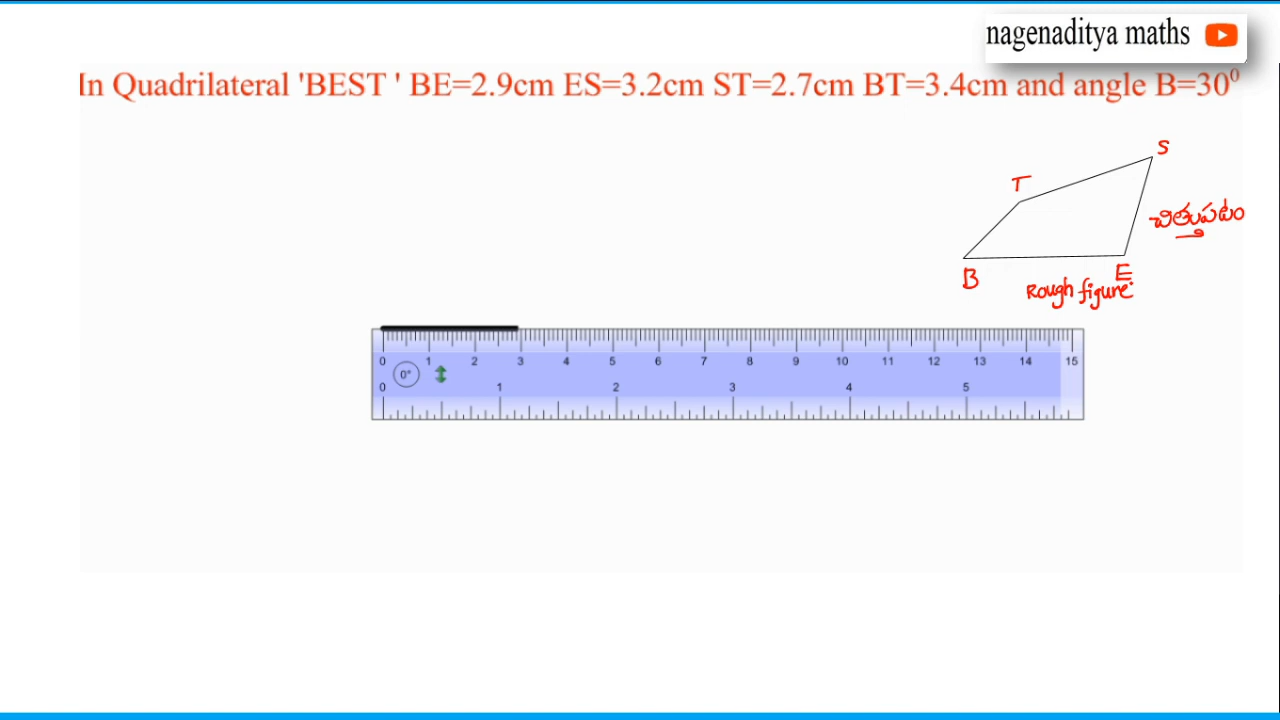 nagenaditya maths
In Quadrilateral 'BEST ' BE=2.9cm ES=3.2cm ST=2.7cm BT=3.4cm and angle B=30⁰
S
T
చిత్తుపటం
B
E
Rough figure:
0 1 2 3 4 5 6 7 8 9 10 11 12 13 14 15
0°
0 1 2 3 4 5